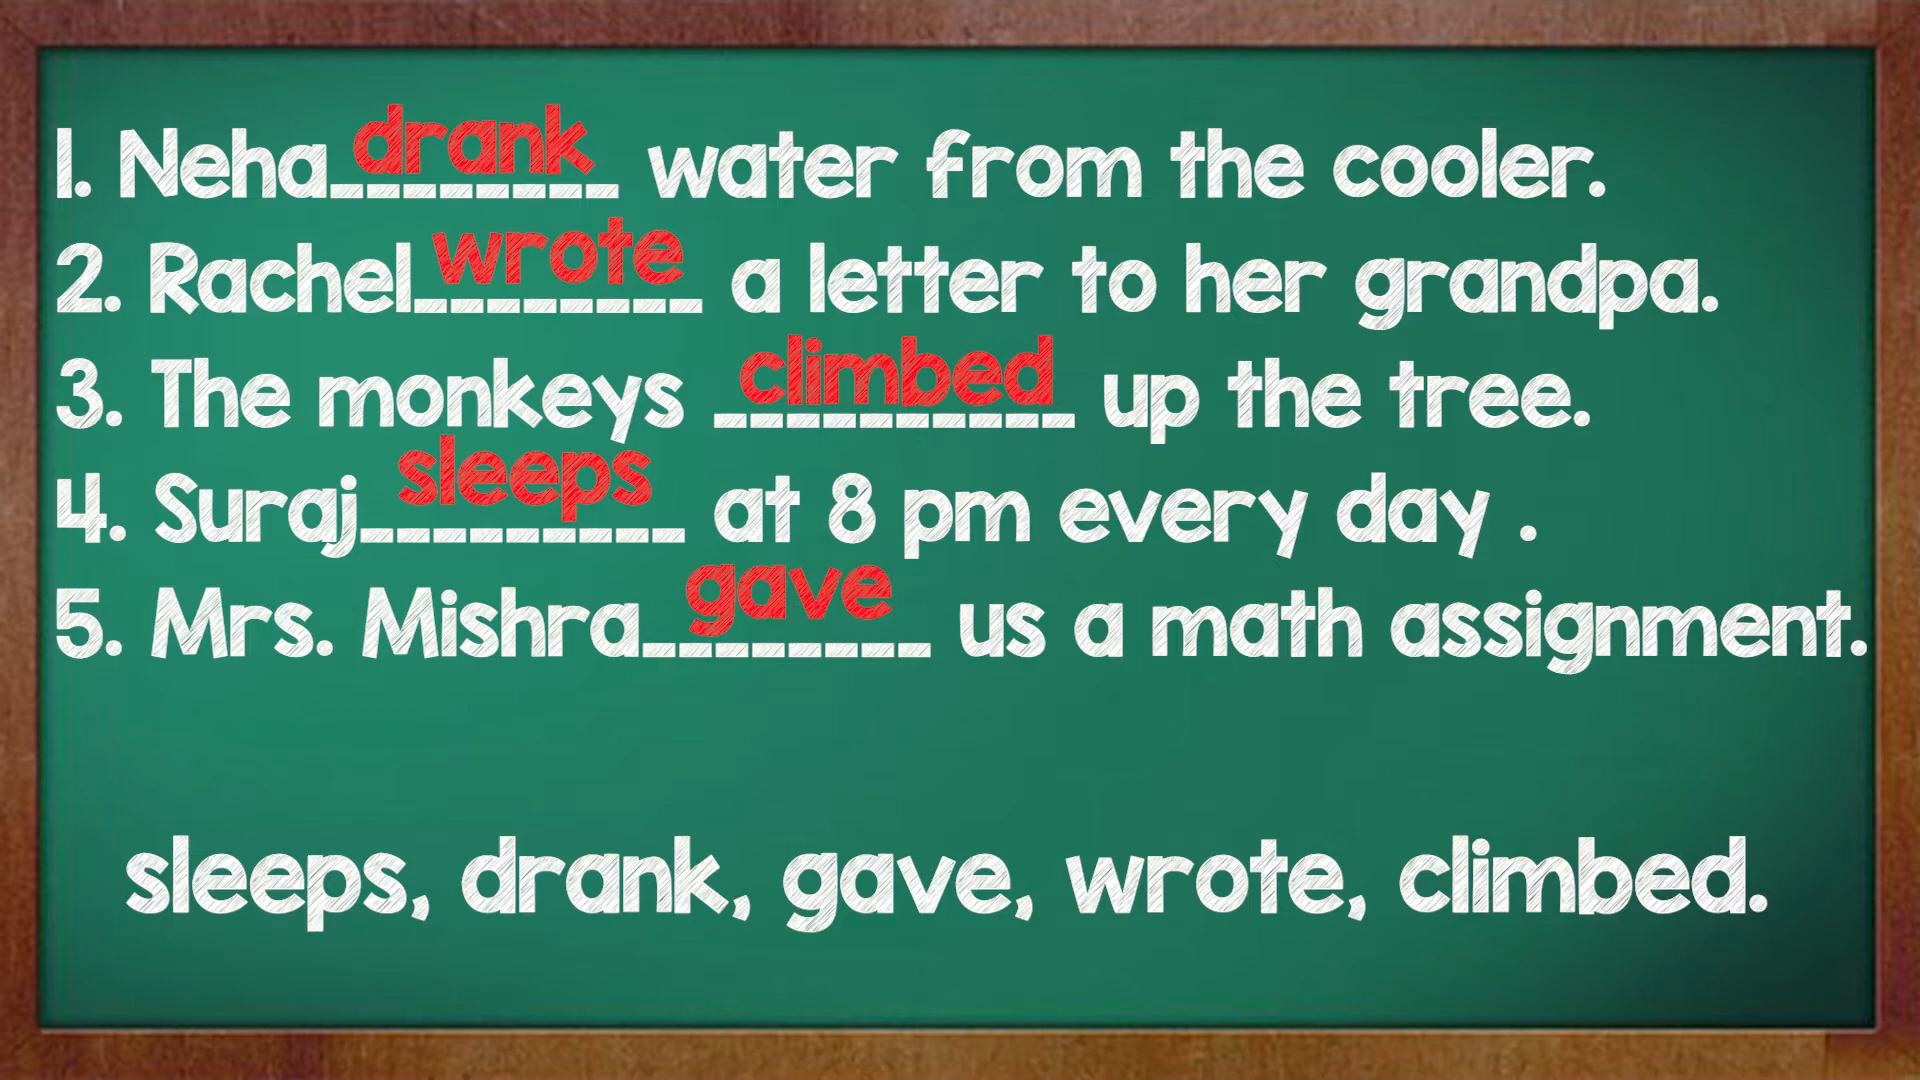 1. Neha drank water from the cooler.
2. Rachel wrote a letter to her grandpa.
3. The monkeys climbed up the tree.
4. Suraj sleeps at 8 pm every day .
5. Mrs. Mishra gave us a math assignment.
sleeps, drank, gave, wrote, climbed.